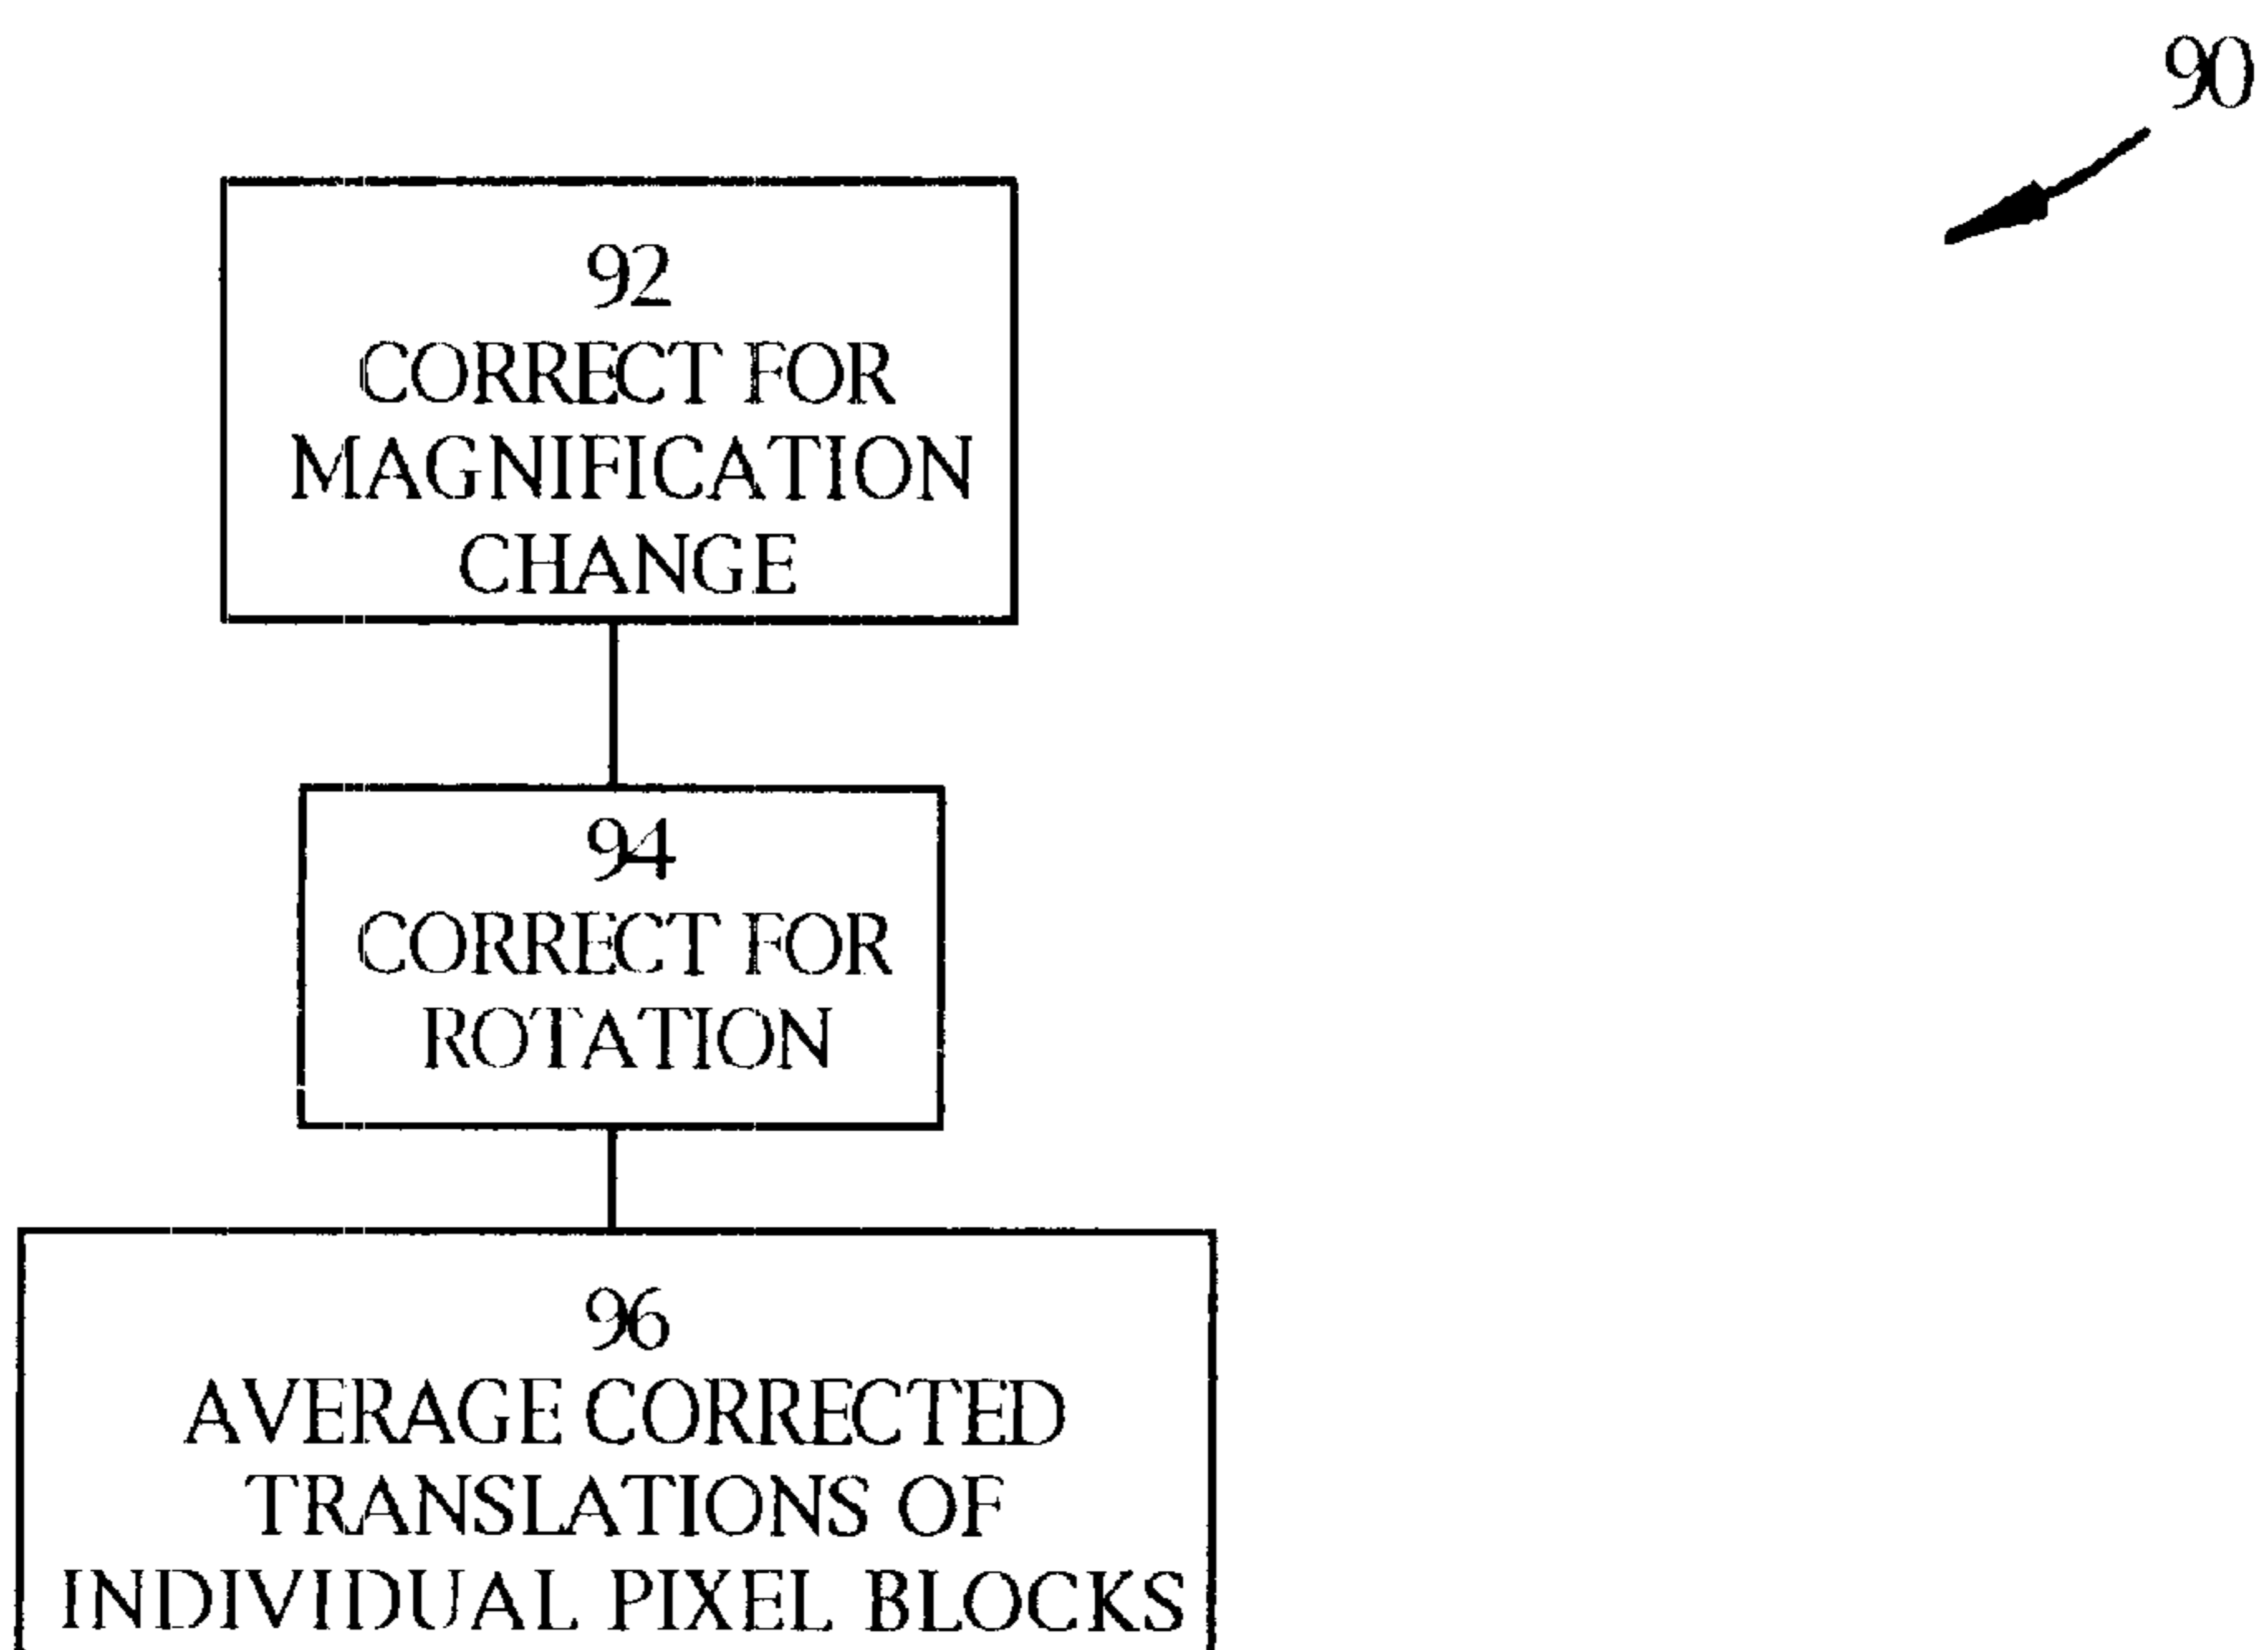 90
92
CORRECT FOR
MAGNIFICATION
CHANGE
94
CORRECT FOR
ROTATION
96
AVERAGE CORRECTED
TRANSLATIONS OF
INDIVIDUAL PIXEL BLOCKS